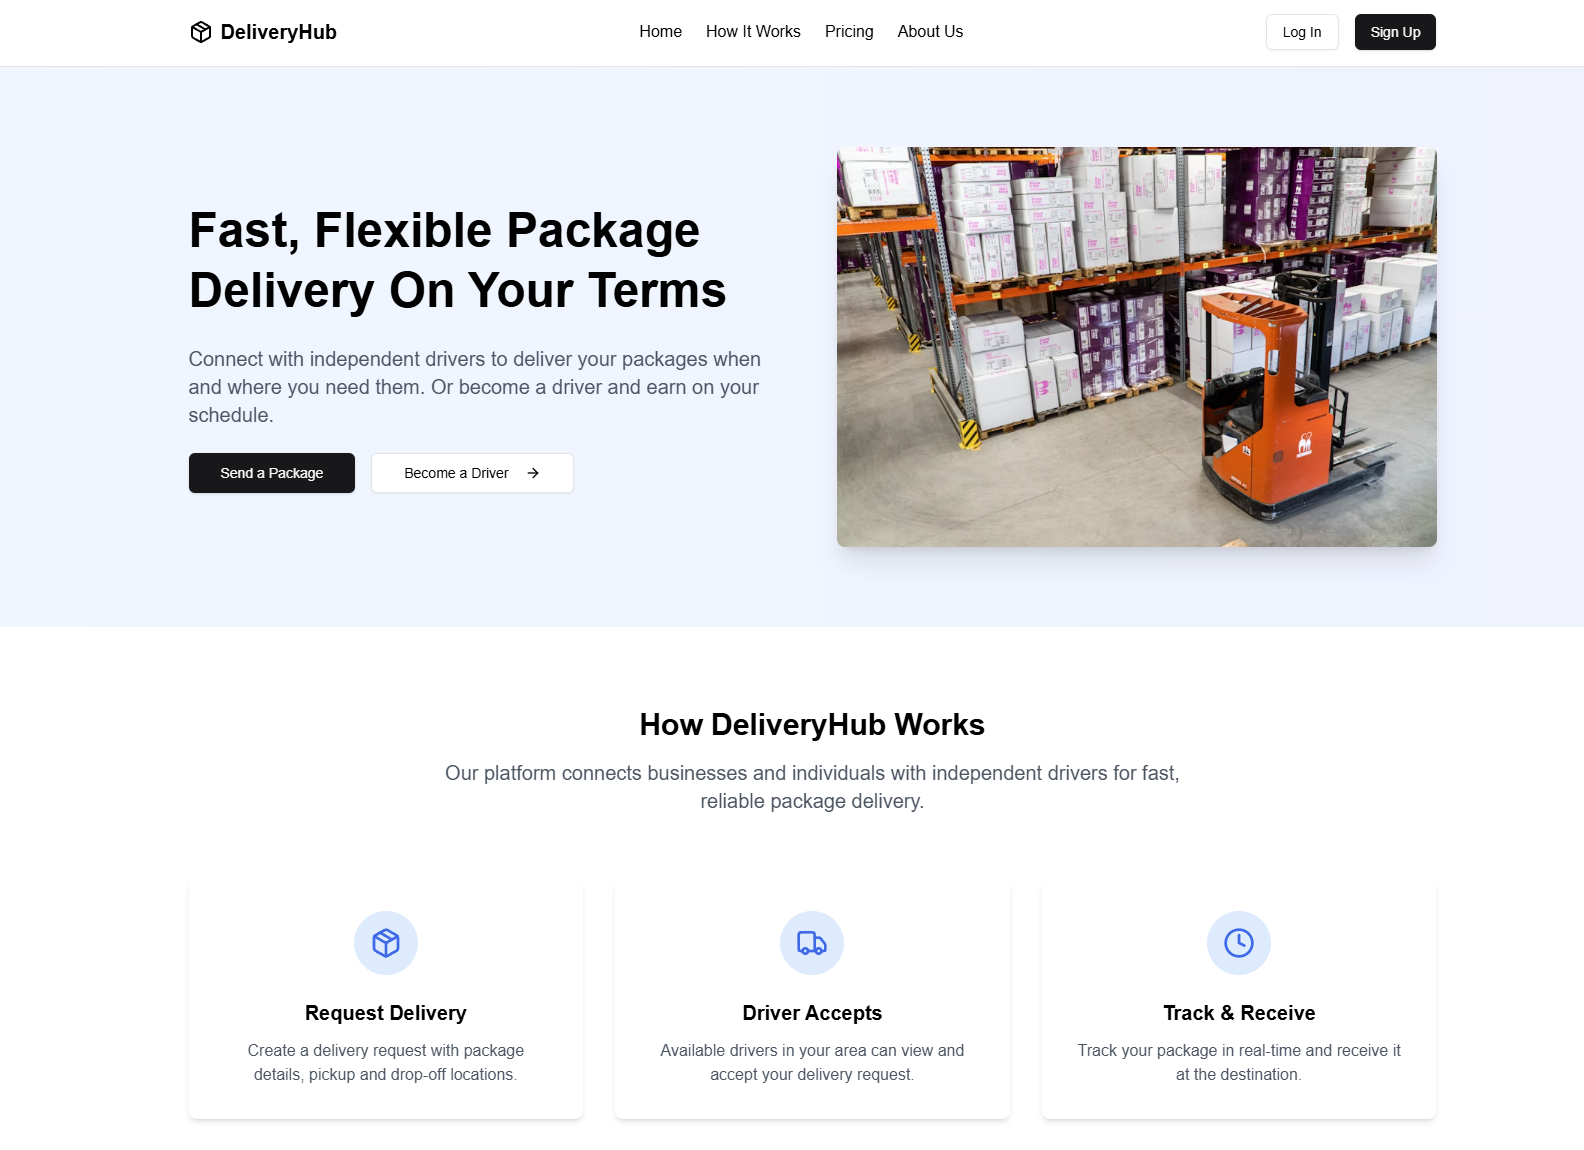 DeliveryHub
Home
How It Works
Pricing
About Us
Log In
Sign Up
Fast, Flexible Package
Delivery On Your Terms
Connect with independent drivers to deliver your packages when
and where you need them. Or become a driver and earn on your
schedule.
Send a Package
Become a Driver
How DeliveryHub Works
Our platform connects businesses and individuals with independent drivers for fast,
reliable package delivery.
Request Delivery
Create a delivery request with package
details, pickup and drop-off locations.
Driver Accepts
Available drivers in your area can view and
accept your delivery request.
Track & Receive
Track your package in real-time and receive it
at the destination.